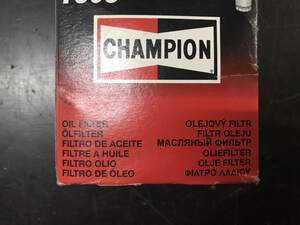 CHAMPION
OIL FILTER
ÖLFILTER
FILTRO DE ACEITE
FILTRE A HUILE
FILTRO OLIO
FILTRO DE ÓLEO
OLEJOVÝ FILTR
FILTR OLEJU
МАСЛЯНЫЙ ФИЛЬТР
OLIEFILTER
OLJE FILTER
ΦΙΛΤΡΟ ΛΑΔΙΟΥ